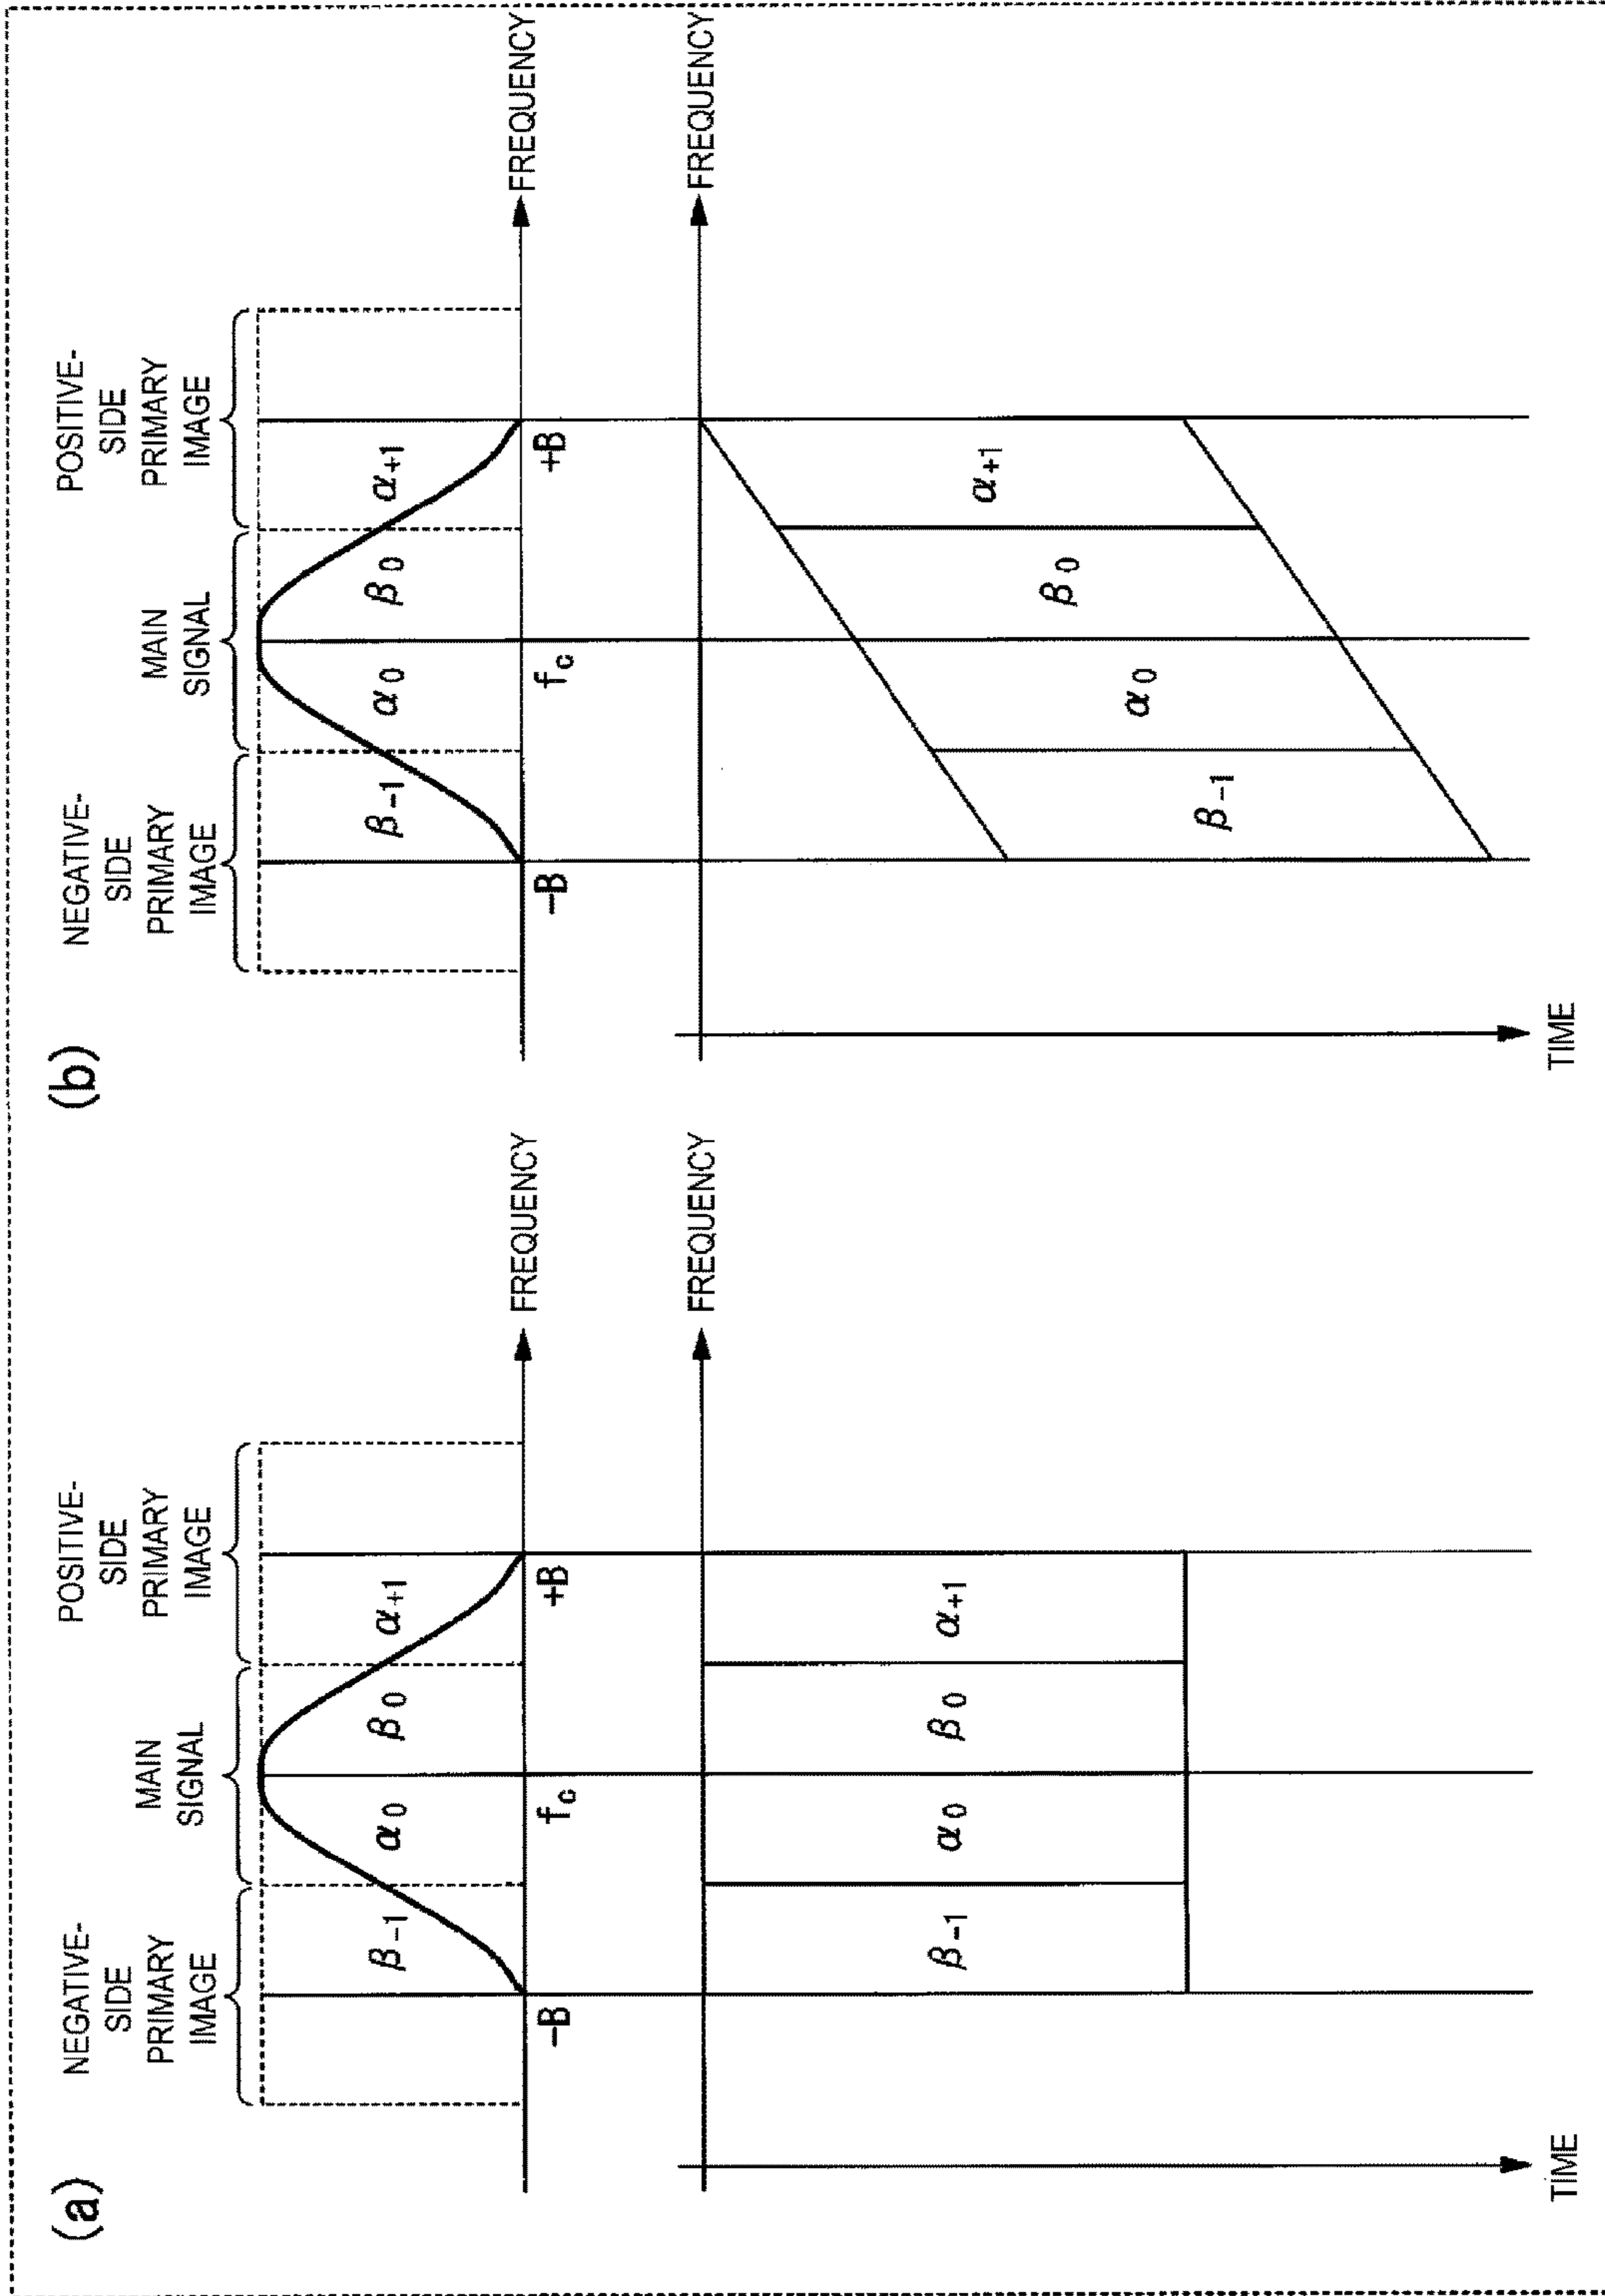 (a)
NEGATIVE-
SIDE
PRIMARY
IMAGE
MAIN
SIGNAL
POSITIVE-
SIDE
PRIMARY
IMAGE
β-1
α0
β0
α+1
-B
fc
+B
FREQUENCY
FREQUENCY
β-1
α0
β0
α+1
TIME
(b)
NEGATIVE-
SIDE
PRIMARY
IMAGE
MAIN
SIGNAL
POSITIVE-
SIDE
PRIMARY
IMAGE
β-1
α0
β0
α+1
-B
fc
+B
FREQUENCY
FREQUENCY
β-1
α0
β0
α+1
TIME